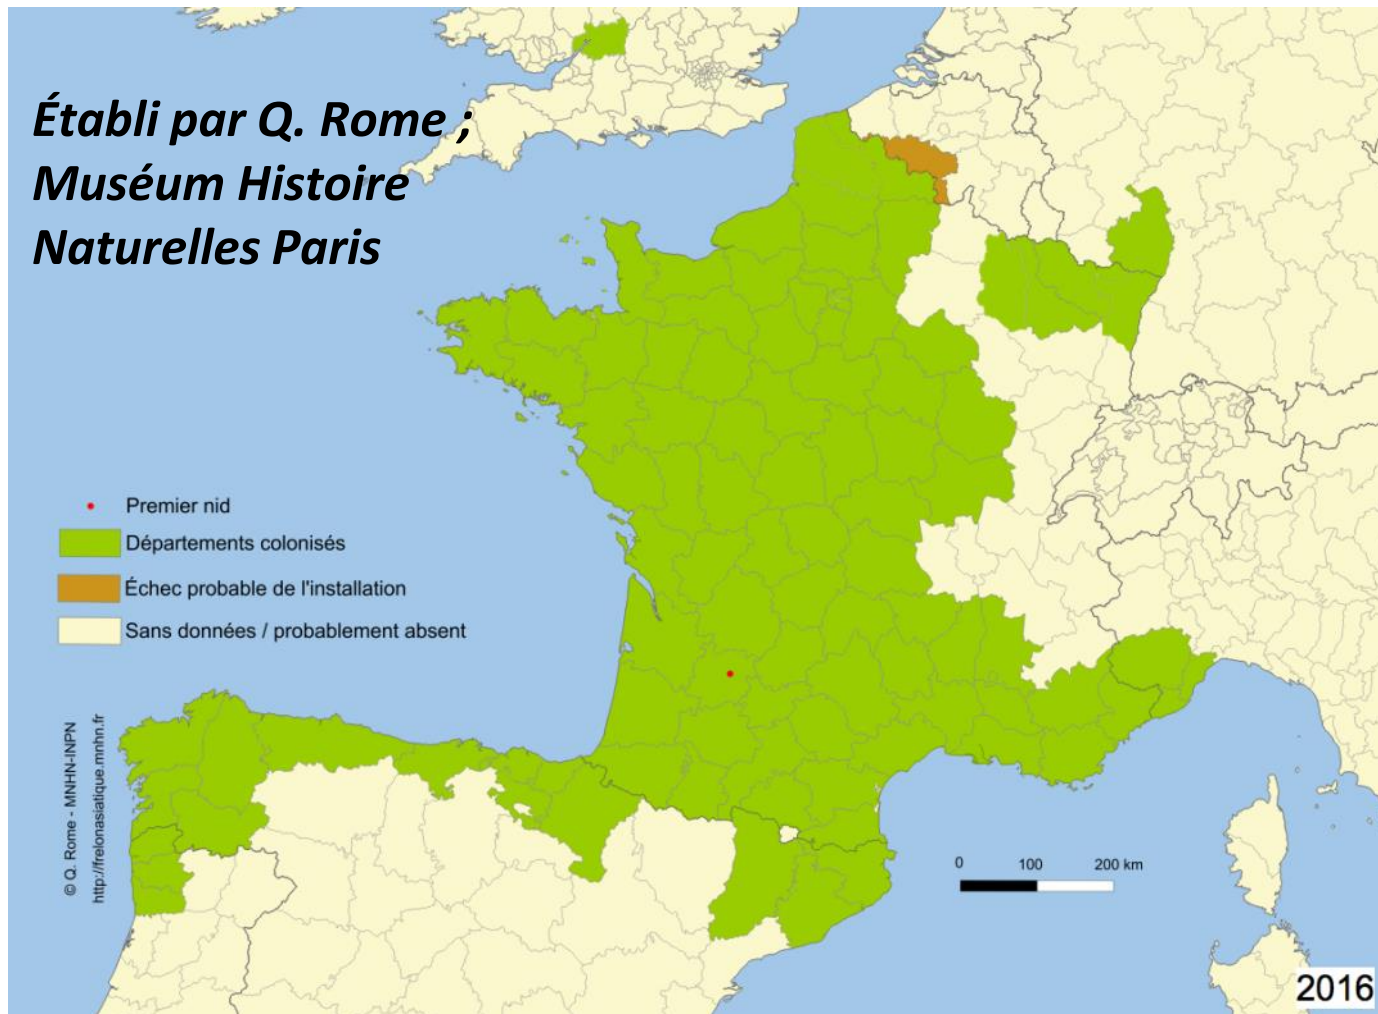 Établi par Q. Rome ;
Muséum Histoire
Naturelles Paris
Premier nid
Départements colonisés
Échec probable de l'installation
Sans données / probablement absent
© Q. Rome - MNHN-INPN
http://frelonasiatique.mnhn.fr
0 100 200 km
2016